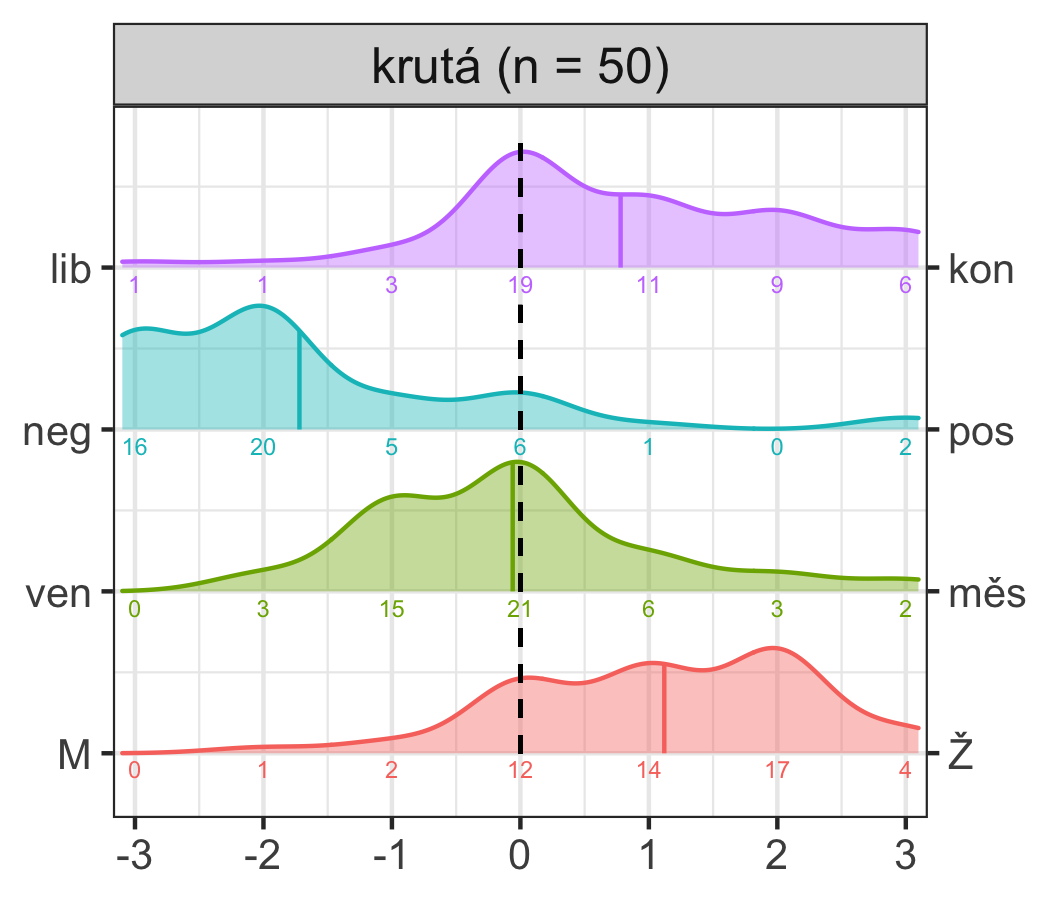 krutá (n = 50)
lib kon
1 1 3 19 11 9 6
neg pos
16 20 5 6 1 0 2
ven měs
0 3 15 21 6 3 2
M Ž
0 1 2 12 14 17 4
-3 -2 -1 0 1 2 3